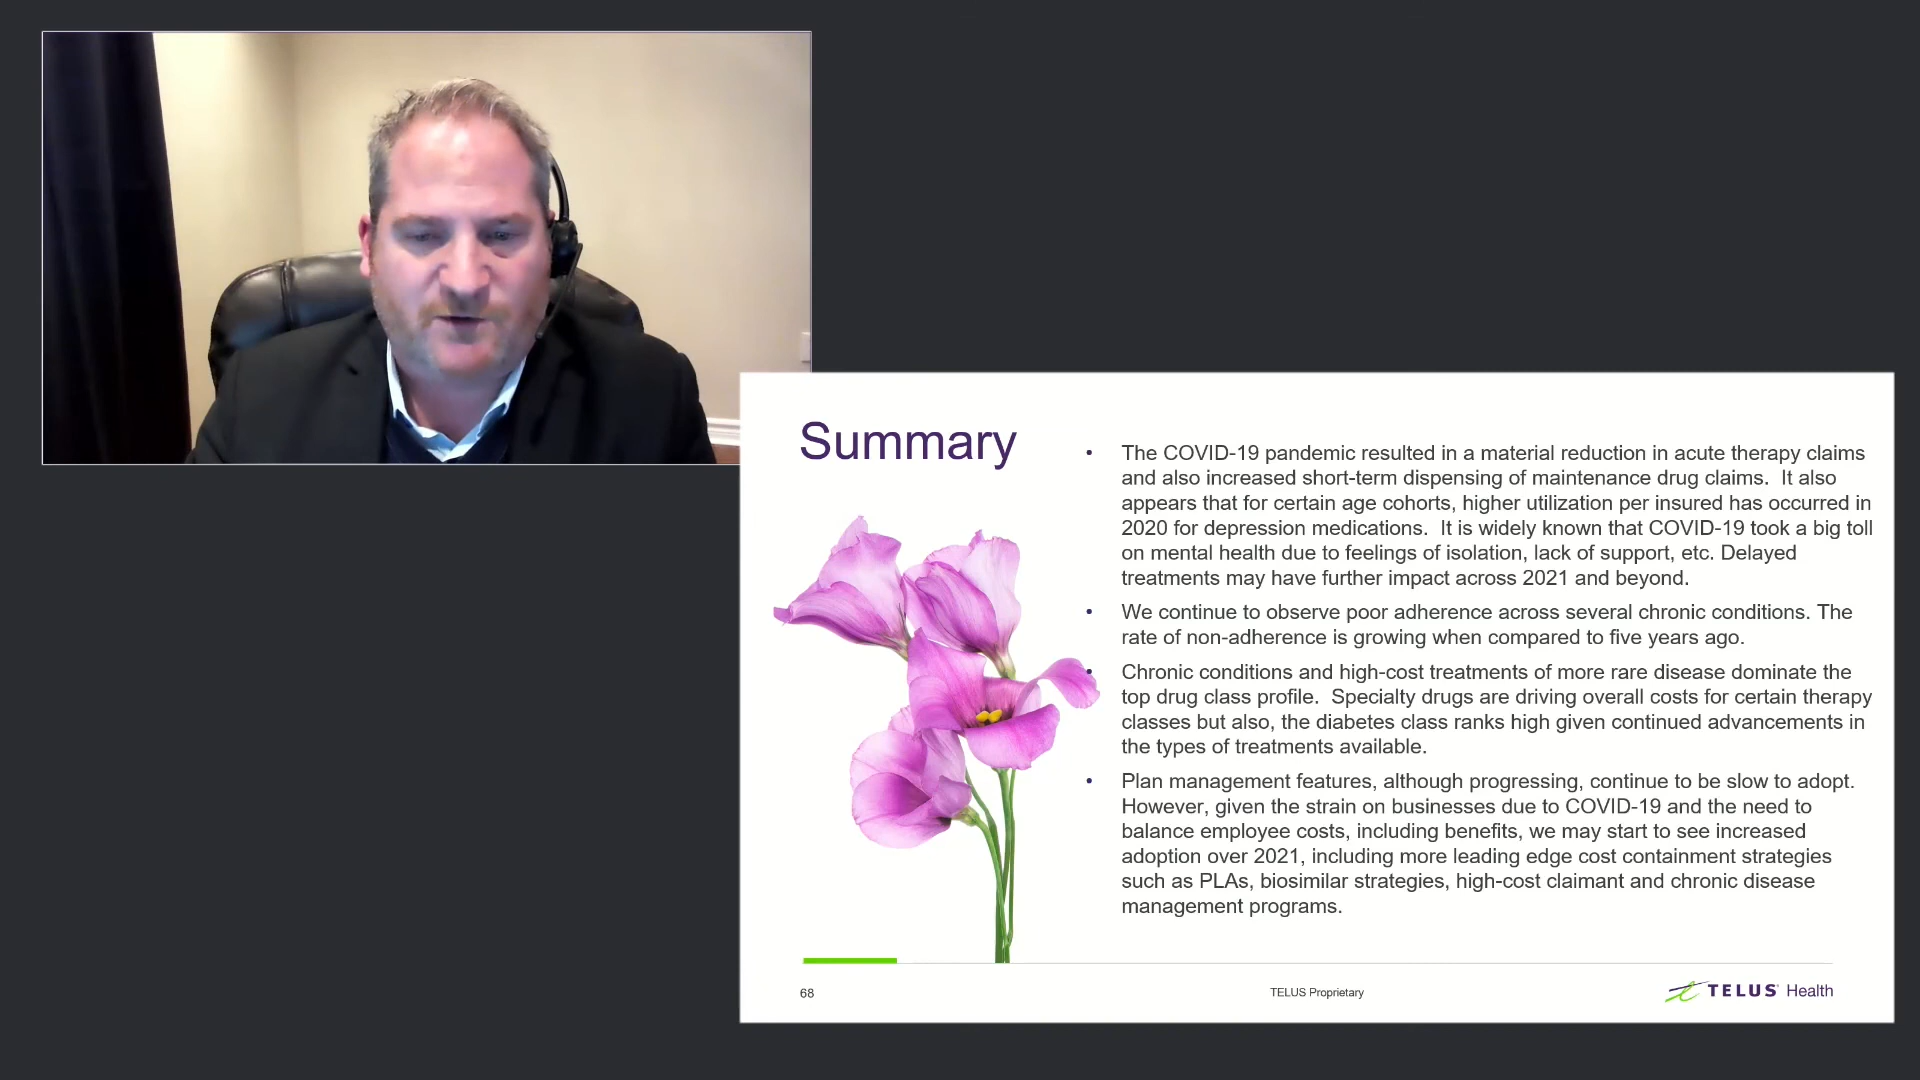 Summary
• The COVID-19 pandemic resulted in a material reduction in acute therapy claims
and also increased short-term dispensing of maintenance drug claims.  It also
appears that for certain age cohorts, higher utilization per insured has occurred in
2020 for depression medications.  It is widely known that COVID-19 took a big toll
on mental health due to feelings of isolation, lack of support, etc. Delayed
treatments may have further impact across 2021 and beyond.
• We continue to observe poor adherence across several chronic conditions. The
rate of non-adherence is growing when compared to five years ago.
• Chronic conditions and high-cost treatments of more rare disease dominate the
top drug class profile.  Specialty drugs are driving overall costs for certain therapy
classes but also, the diabetes class ranks high given continued advancements in
the types of treatments available.
• Plan management features, although progressing, continue to be slow to adopt.
However, given the strain on businesses due to COVID-19 and the need to
balance employee costs, including benefits, we may start to see increased
adoption over 2021, including more leading edge cost containment strategies
such as PLAs, biosimilar strategies, high-cost claimant and chronic disease
management programs.
68
TELUS Proprietary
TELUS Health